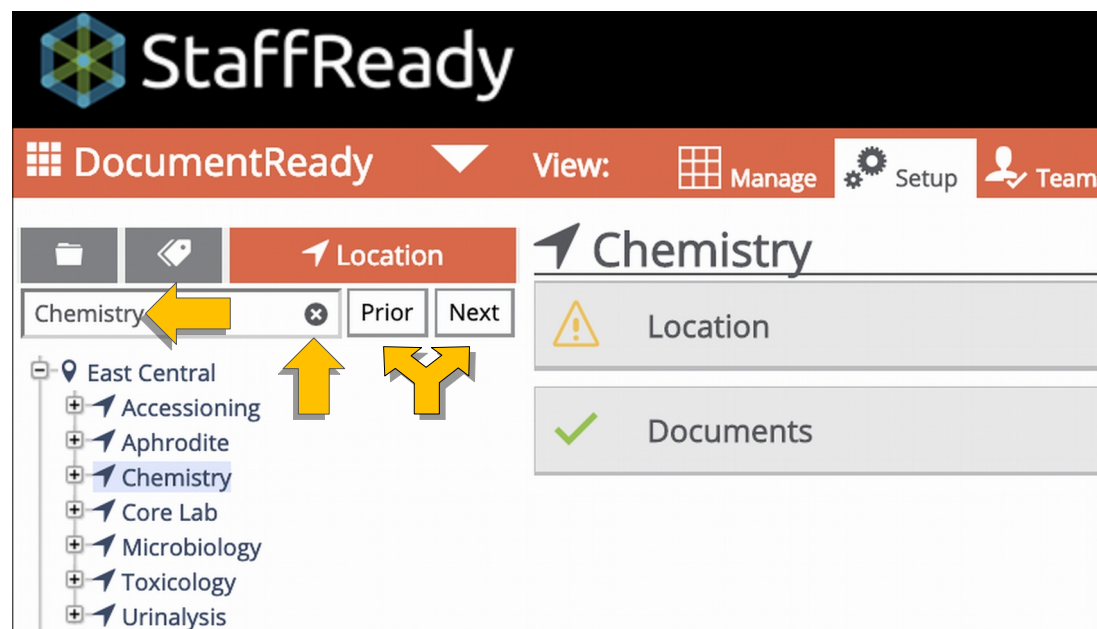 StaffReady
DocumentReady View: Manage Setup Team
Location
Chemistry Prior Next
East Central
Accessioning
Aphrodite
Chemistry
Core Lab
Microbiology
Toxicology
Urinalysis
Chemistry
Location
Documents